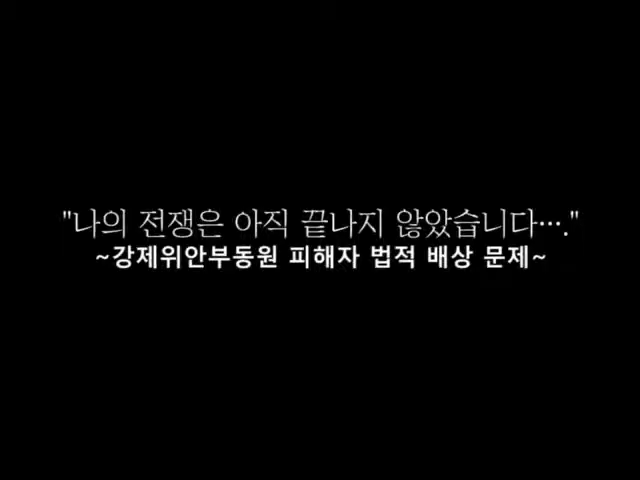 "나의 전쟁은 아직 끝나지 않았습니다…."
~강제위안부동원 피해자 법적 배상 문제~